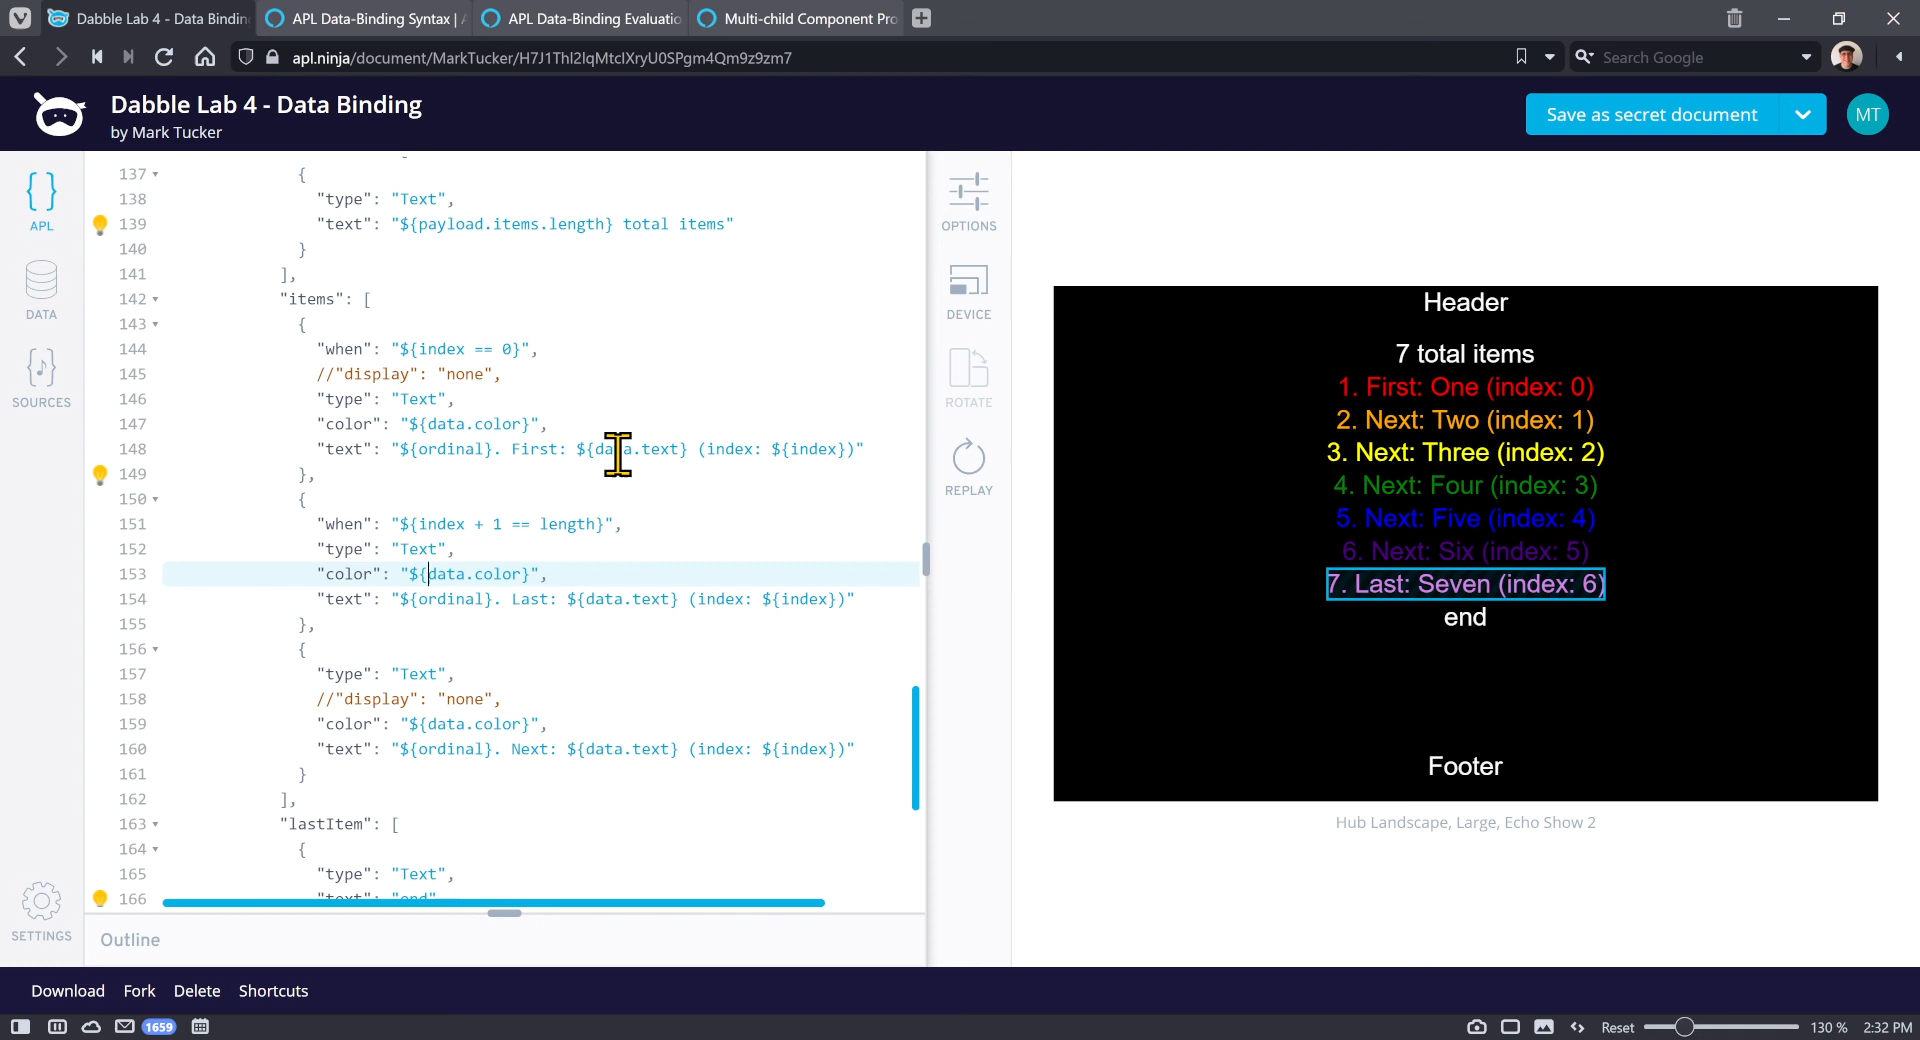 Dabble Lab 4 - Data Bindin
APL Data-Binding Syntax |
APL Data-Binding Evaluatio
Multi-child Component Pro
apl.ninja/document/MarkTucker/H7J1Thl2lqMtclXryU0SPgm4Qm9z9zm7
Search Google
Dabble Lab 4 - Data Binding
by Mark Tucker
Save as secret document
MT
APL
DATA
SOURCES
SETTINGS
137 {
138 "type": "Text",
139 "text": "${payload.items.length} total items"
140 }
141 ],
142 "items": [
143 {
144 "when": "${index == 0}",
145 //"display": "none",
146 "type": "Text",
147 "color": "${data.color}",
148 "text": "${ordinal}. First: ${data.text} (index: ${index})"
149 },
150 {
151 "when": "${index + 1 == length}",
152 "type": "Text",
153 "color": "${data.color}",
154 "text": "${ordinal}. Last: ${data.text} (index: ${index})"
155 },
156 {
157 "type": "Text",
158 //"display": "none",
159 "color": "${data.color}",
160 "text": "${ordinal}. Next: ${data.text} (index: ${index})"
161 }
162 ],
163 "lastItem": [
164 {
165 "type": "Text",
166 "text": "end"
Outline
OPTIONS
DEVICE
ROTATE
REPLAY
Header
7 total items
1. First: One (index: 0)
2. Next: Two (index: 1)
3. Next: Three (index: 2)
4. Next: Four (index: 3)
5. Next: Five (index: 4)
6. Next: Six (index: 5)
7. Last: Seven (index: 6)
end
Footer
Hub Landscape, Large, Echo Show 2
Download Fork Delete Shortcuts
1659
Reset
130 %
2:32 PM